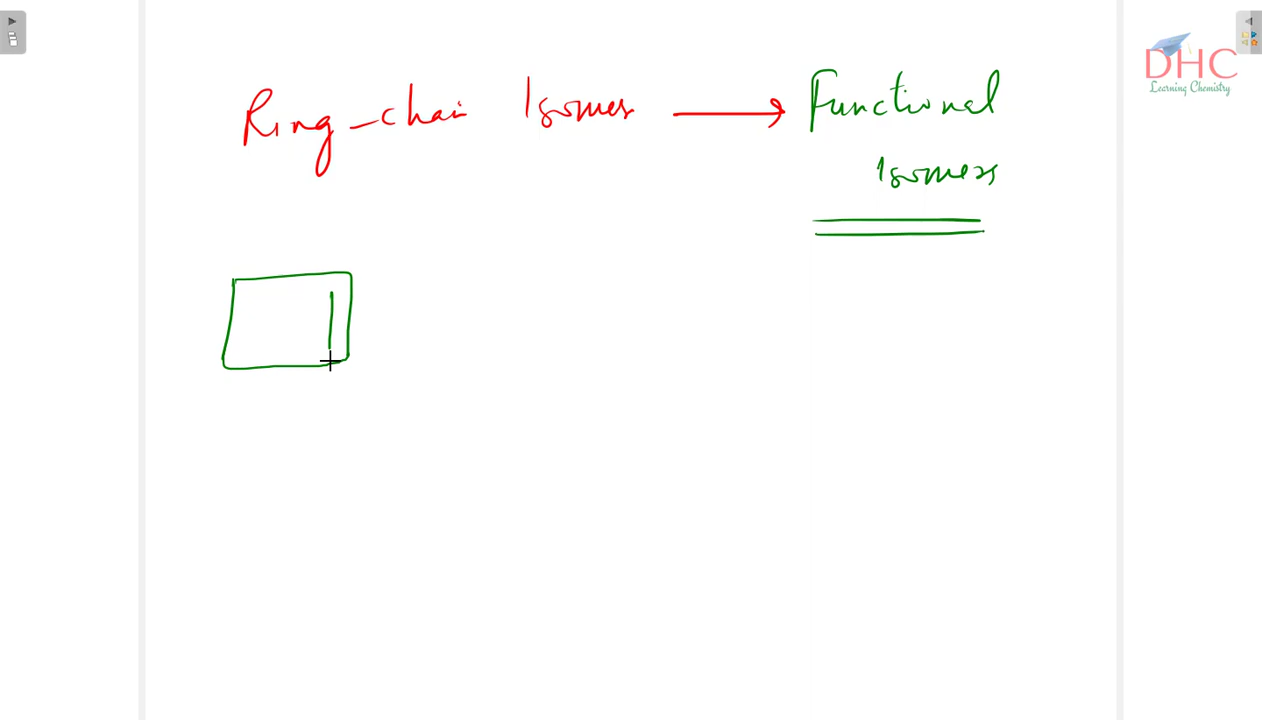 Ring-chain Isomers → Functional
Isomers
DHC
Learning Chemistry